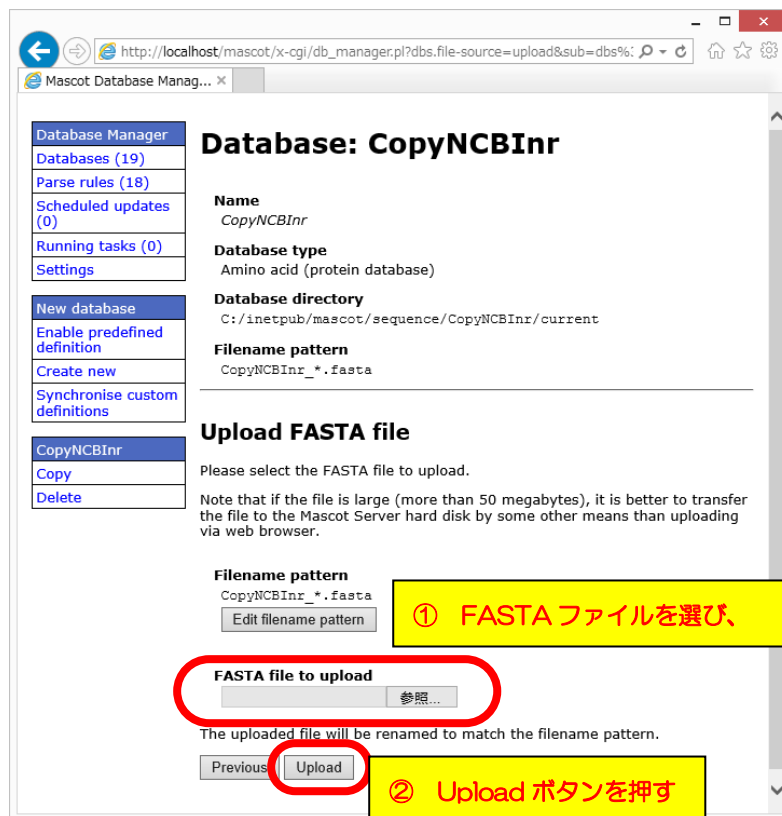 http://localhost/mascot/x-cgi/db_manager.pl?dbs.file-source=upload&sub=dbs%:
Mascot Database Manag... ×
Database Manager
Databases (19)
Parse rules (18)
Scheduled updates
(0)
Running tasks (0)
Settings
New database
Enable predefined
definition
Create new
Synchronise custom
definitions
CopyNCBInr
Copy
Delete
Database: CopyNCBInr
Name
CopyNCBInr
Database type
Amino acid (protein database)
Database directory
C:/inetpub/mascot/sequence/CopyNCBInr/current
Filename pattern
CopyNCBInr_*.fasta
Upload FASTA file
Please select the FASTA file to upload.
Note that if the file is large (more than 50 megabytes), it is better to transfer
the file to the Mascot Server hard disk by some other means than uploading
via web browser.
Filename pattern
CopyNCBInr_*.fasta
Edit filename pattern
① FASTA ファイルを選び、
FASTA file to upload
参照...
The uploaded file will be renamed to match the filename pattern.
Previous Upload
② Upload ボタンを押す